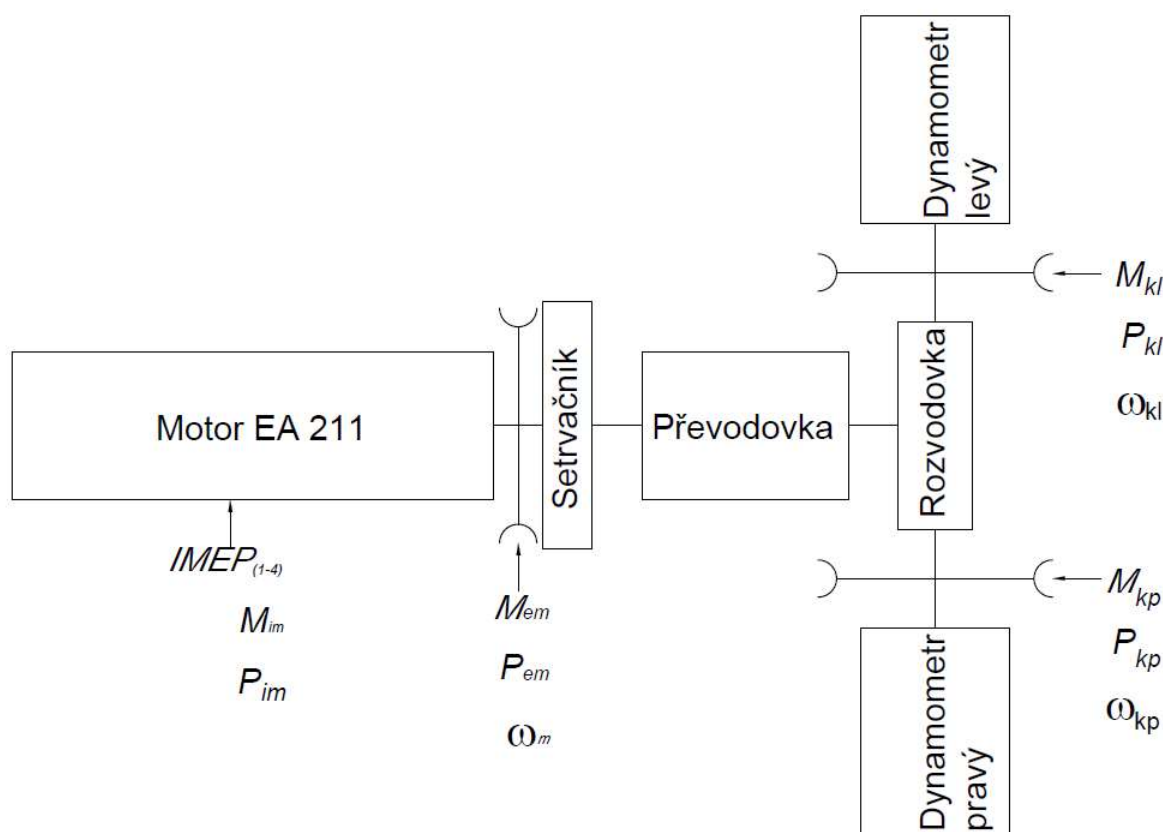 Dynamometr
levý
M_kl
P_kl
ω_kl
Motor EA 211
Setrvačník
Převodovka
Rozvodovka
IMEP_(1-4)
M_im
P_im
M_em
P_em
ω_m
M_kp
P_kp
ω_kp
Dynamometr
pravý